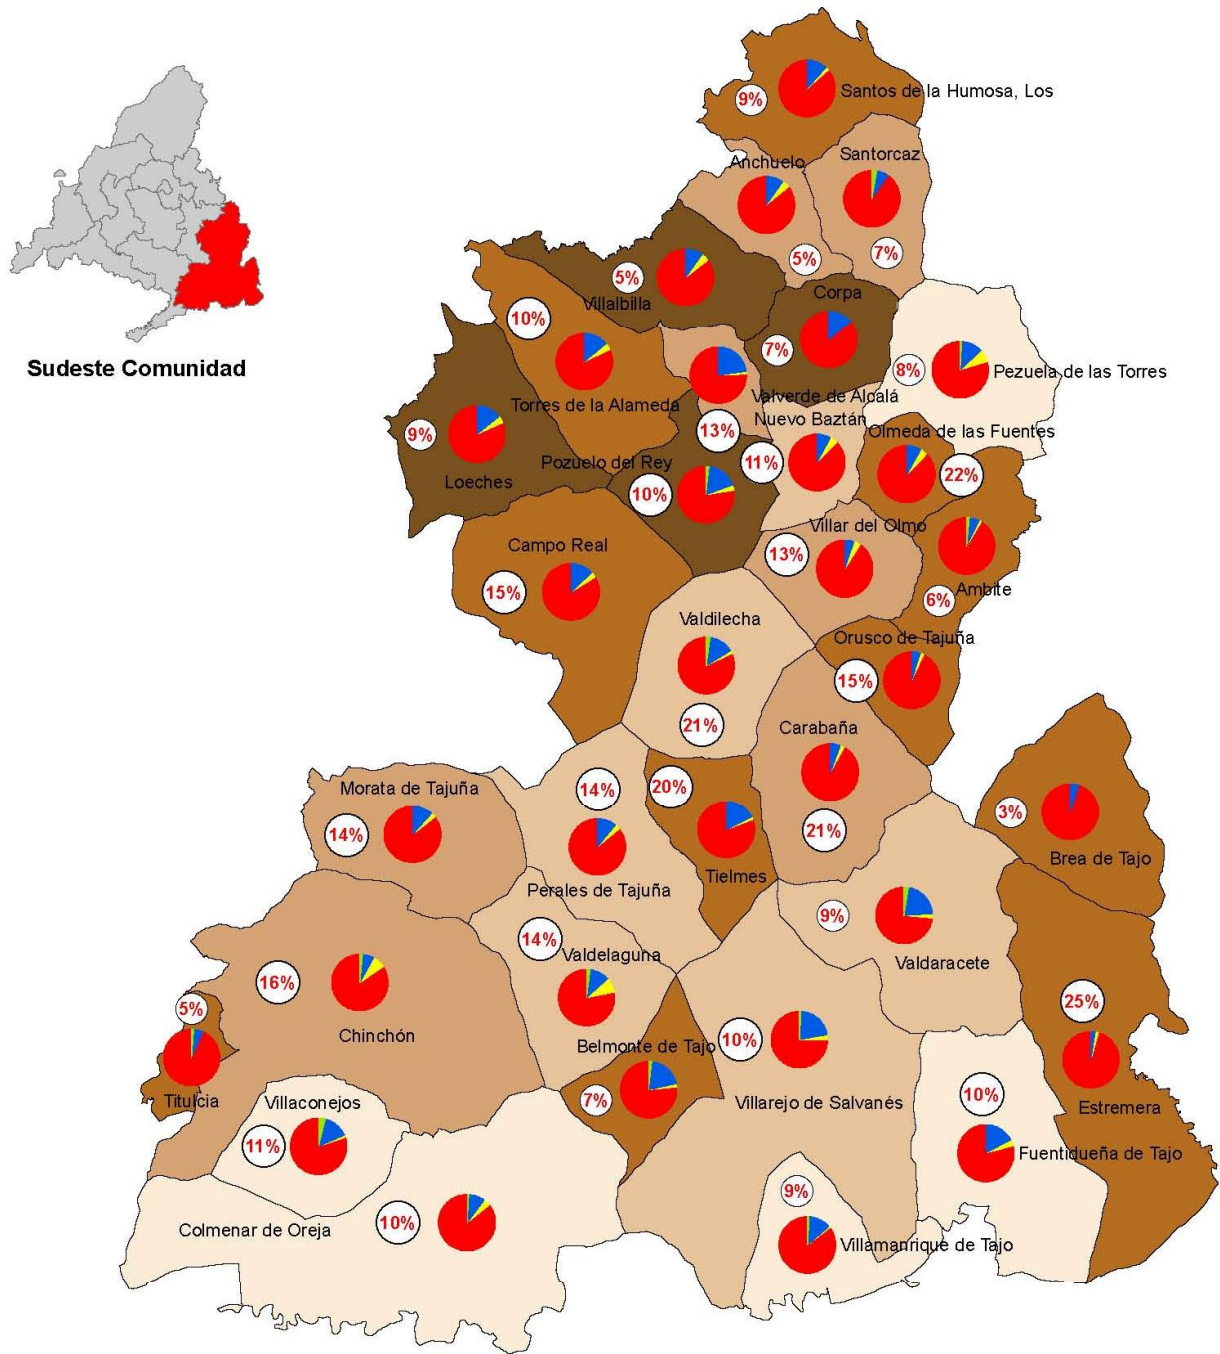 Santos de la Humosa, Los
9%
Anchuelo
Santorcaz
5%
7%
5%
Villalbilla
Corpa
10%
7%
8%
Pezuela de las Torres
Sudeste Comunidad
Torres de la Alameda
Valverde de Alcalá
13%
Nuevo Baztán
Olmeda de las Fuentes
9%
Loeches
Pozuelo del Rey
11%
22%
10%
Campo Real
Villar del Olmo
13%
15%
Ambite
6%
Valdilecha
Orusco de Tajuña
15%
21%
Carabaña
Morata de Tajuña
14%
20%
14%
21%
3%
Brea de Tajo
Perales de Tajuña
Tielmes
9%
Valdaracete
14%
Valdelaguna
16%
Chinchón
25%
5%
Titulcia
10%
Belmonte de Tajo
7%
Villarejo de Salvanés
10%
Estremera
Villaconejos
11%
Fuentidueña de Tajo
9%
Colmenar de Oreja
10%
Villamanrique de Tajo